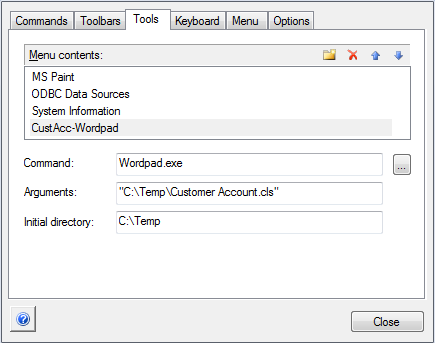 Commands Toolbars Tools Keyboard Menu Options
Menu contents:
MS Paint
ODBC Data Sources
System Information
CustAcc-Wordpad
Command: Wordpad.exe ...
Arguments: "C:\Temp\Customer Account.cls"
Initial directory: C:\Temp
? Close